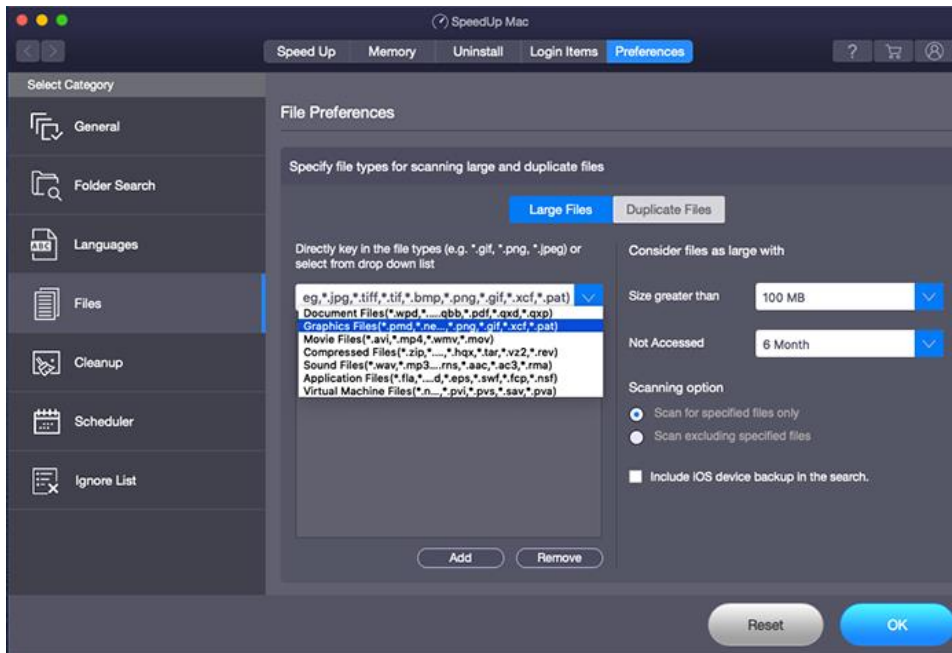 SpeedUp Mac
Speed Up
Memory
Uninstall
Login Items
Preferences
?
Select Category
General
Folder Search
ABC
Languages
Files
Cleanup
Scheduler
Ignore List
File Preferences
Specify file types for scanning large and duplicate files
Large Files
Duplicate Files
Directly key in the file types (e.g. *.gif, *.png, *.jpeg) or
select from drop down list
eg,*.jpg,*.tiff,*.tif,*.bmp,*.png,*.gif,*.xcf,*.pat)
Document Files(*.wpd,*.....qbb,*.pdf,*.qxd,*.qxp)
Graphics Files(*.pmd,*.ne...,*.png,*.gif,*.xcf,*.pat)
Movie Files(*.avi,*.mp4,*.wmv,*.mov)
Compressed Files(*.zip,*....,*.hqx,*.tar,*.vz2,*.rev)
Sound Files(*.wav,*.mp3....rns,*.aac,*.ac3,*.rma)
Application Files(*.fla,*....d,*.eps,*.swf,*.fcp,*.nsf)
Virtual Machine Files(*.n...,*.pvi,*.pvs,*.sav,*.pva)
Add
Remove
Consider files as large with
Size greater than
100 MB
Not Accessed
6 Month
Scanning option
Scan for specified files only
Scan excluding specified files
Include iOS device backup in the search.
Reset
OK